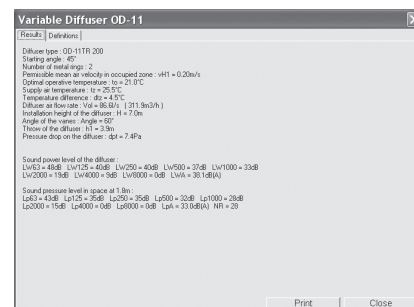 Variable Diffuser OD-11
Results Definitions
Diffuser type : OD-11TR 200
Starting angle : 45°
Number of metal rings : 2
Permissible mean air velocity in occupied zone : vH1 = 0.20m/s
Optimal operative temperature : to = 21.0°C
Supply air temperature : tz = 25.5°C
Temperature difference : dtz = 4.5°C
Diffuser air flow rate : Vol = 86.6l/s ( 311.9m3/h )
Installation height of the diffuser : H = 7.0m
Angle of the vanes : Angle = 60°
Throw of the diffuser : h1 = 3.9m
Pressure drop on the diffuser : dpt = 7.4Pa
Sound power level of the diffuser :
LW63 = 48dB LW125 = 40dB LW250 = 40dB LW500 = 37dB LW1000 = 33dB
LW2000 = 19dB LW4000 = 9dB LW8000 = 0dB LWA = 38.1dB(A)
Sound pressure level in space at 1.8m :
Lp63 = 43dB Lp125 = 35dB Lp250 = 35dB Lp500 = 32dB Lp1000 = 28dB
Lp2000 = 15dB Lp4000 = 0dB Lp8000 = 0dB LpA = 33.0dB(A) NR = 28
Print Close